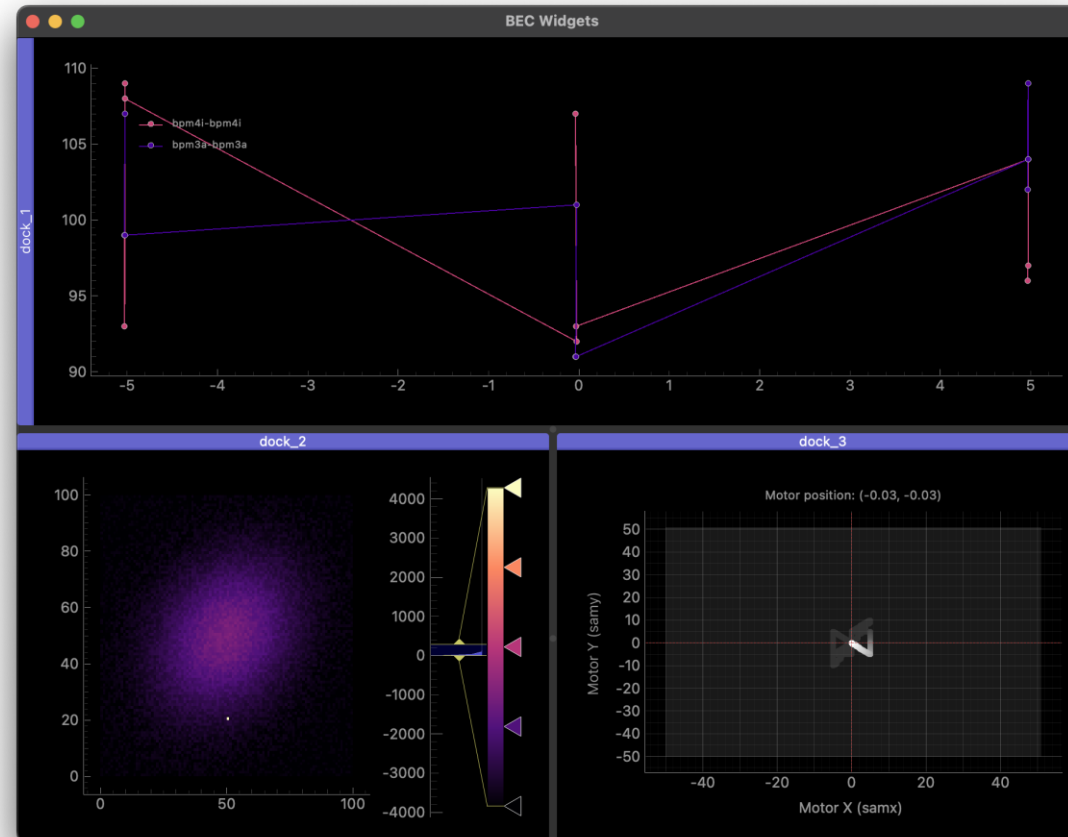 BEC Widgets
dock_1
110
105
100
95
90
bpm4i-bpm4i
bpm3a-bpm3a
-5 -4 -3 -2 -1 0 1 2 3 4 5
dock_2
100
80
60
40
20
0
0 50 100
4000
3000
2000
1000
0
-1000
-2000
-3000
-4000
dock_3
Motor position: (-0.03, -0.03)
Motor Y (samy)
50
40
30
20
10
0
-10
-20
-30
-40
-50
-40 -20 0 20 40
Motor X (samx)